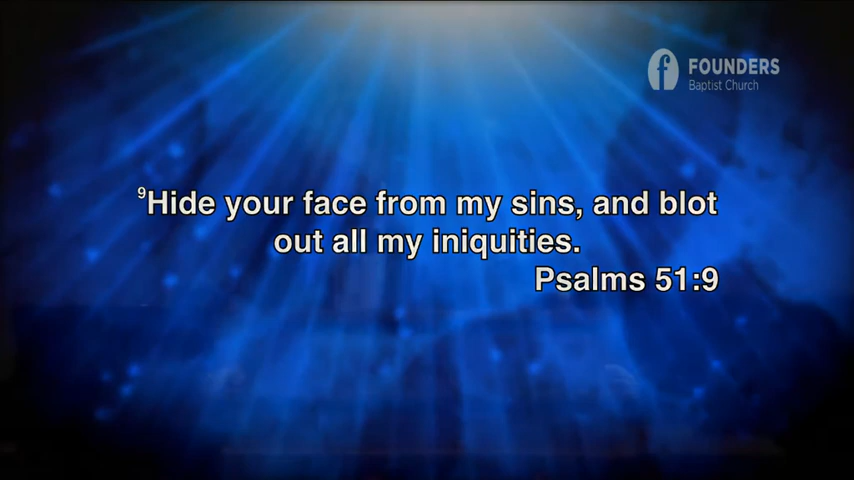 FOUNDERS
Baptist Church
⁹Hide your face from my sins, and blot
out all my iniquities.
Psalms 51:9